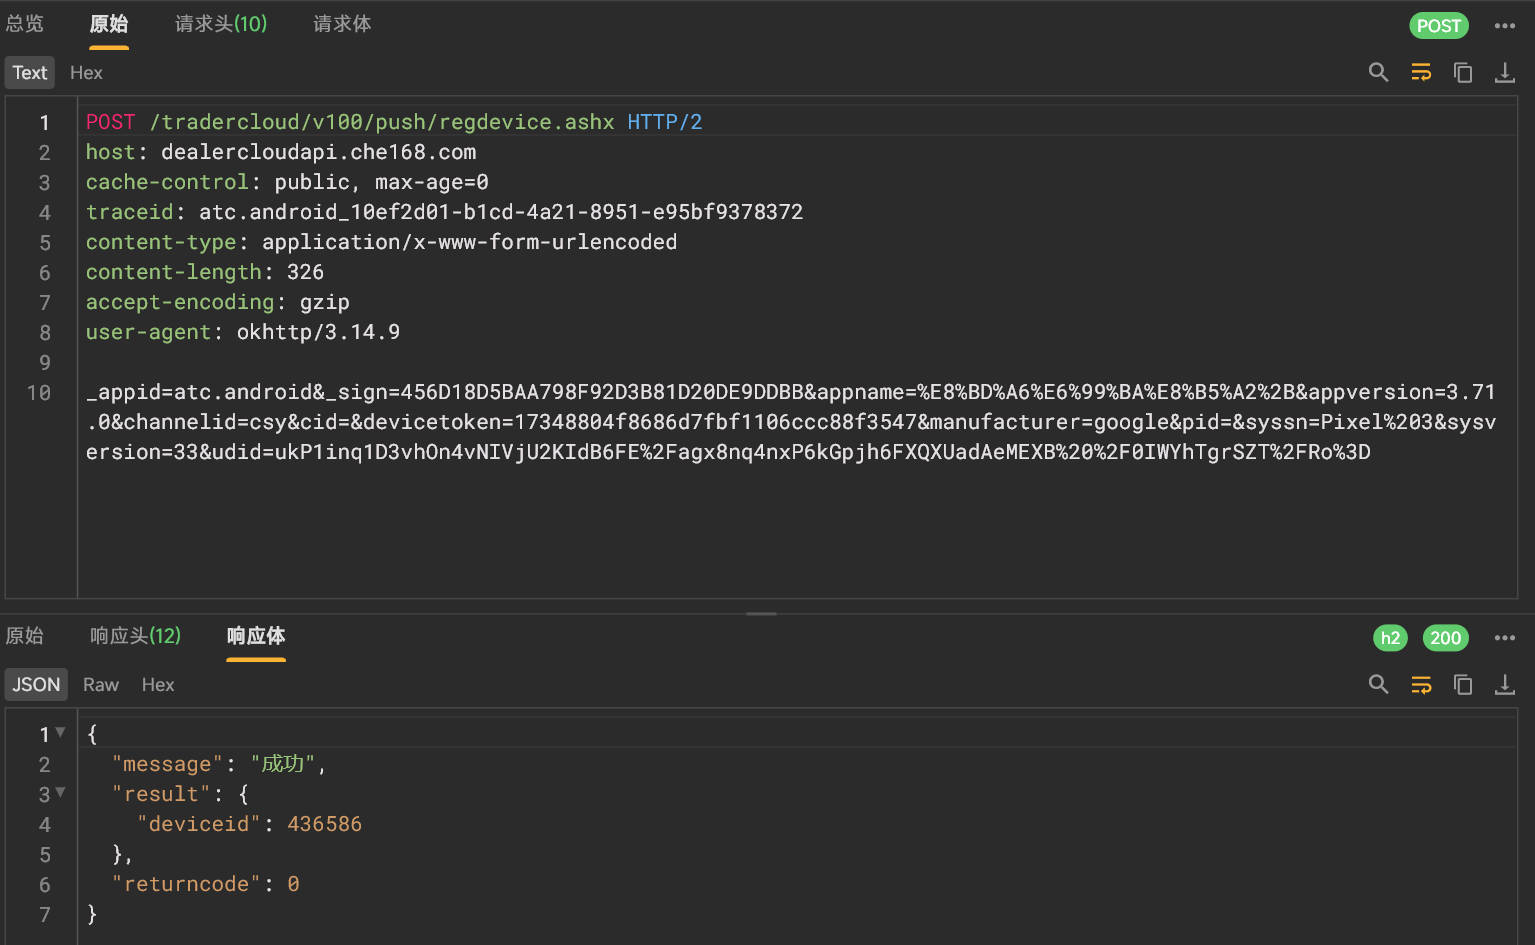 总览 原始 请求头(10) 请求体 POST
Text Hex
1 POST /tradercloud/v100/push/regdevice.ashx HTTP/2
2 host: dealercloudapi.che168.com
3 cache-control: public, max-age=0
4 traceid: atc.android_10ef2d01-b1cd-4a21-8951-e95bf9378372
5 content-type: application/x-www-form-urlencoded
6 content-length: 326
7 accept-encoding: gzip
8 user-agent: okhttp/3.14.9
9
10 _appid=atc.android&_sign=456D18D5BAA798F92D3B81D20DE9DDBB&appname=%E8%BD%A6%E6%99%BA%E8%B5%A2%2B&appversion=3.71
.0&channelid=csy&cid=&devicetoken=17348804f8686d7fbf1106ccc88f3547&manufacturer=google&pid=&syssn=Pixel%203&sysv
ersion=33&udid=ukP1inq1D3vhOn4vNIVjU2KIdB6FE%2Fagx8nq4nxP6kGpjh6FXQXUadAeMEXB%20%2F0IWYhTgrSZT%2FRo%3D
原始 响应头(12) 响应体 h2 200
JSON Raw Hex
1 {
2 "message": "成功",
3 "result": {
4 "deviceid": 436586
5 },
6 "returncode": 0
7 }